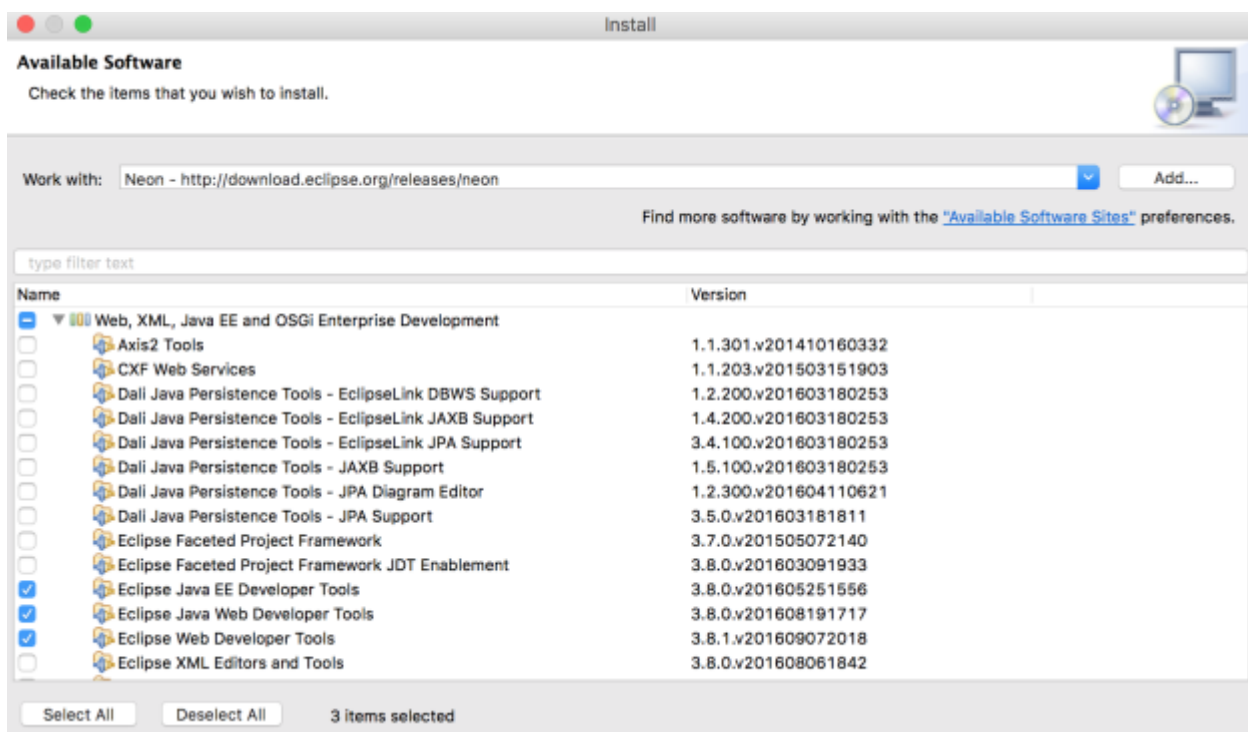 Install
Available Software
Check the items that you wish to install.
Work with: Neon - http://download.eclipse.org/releases/neon Add...
Find more software by working with the "Available Software Sites" preferences.
type filter text
Name Version
Web, XML, Java EE and OSGi Enterprise Development
Axis2 Tools 1.1.301.v201410160332
CXF Web Services 1.1.203.v201503151903
Dali Java Persistence Tools - EclipseLink DBWS Support 1.2.200.v201603180253
Dali Java Persistence Tools - EclipseLink JAXB Support 1.4.200.v201603180253
Dali Java Persistence Tools - EclipseLink JPA Support 3.4.100.v201603180253
Dali Java Persistence Tools - JAXB Support 1.5.100.v201603180253
Dali Java Persistence Tools - JPA Diagram Editor 1.2.300.v201604110621
Dali Java Persistence Tools - JPA Support 3.5.0.v201603181811
Eclipse Faceted Project Framework 3.7.0.v201505072140
Eclipse Faceted Project Framework JDT Enablement 3.8.0.v201603091933
Eclipse Java EE Developer Tools 3.8.0.v201605251556
Eclipse Java Web Developer Tools 3.8.0.v201608191717
Eclipse Web Developer Tools 3.8.1.v201609072018
Eclipse XML Editors and Tools 3.8.0.v201608061842
Select All Deselect All 3 items selected